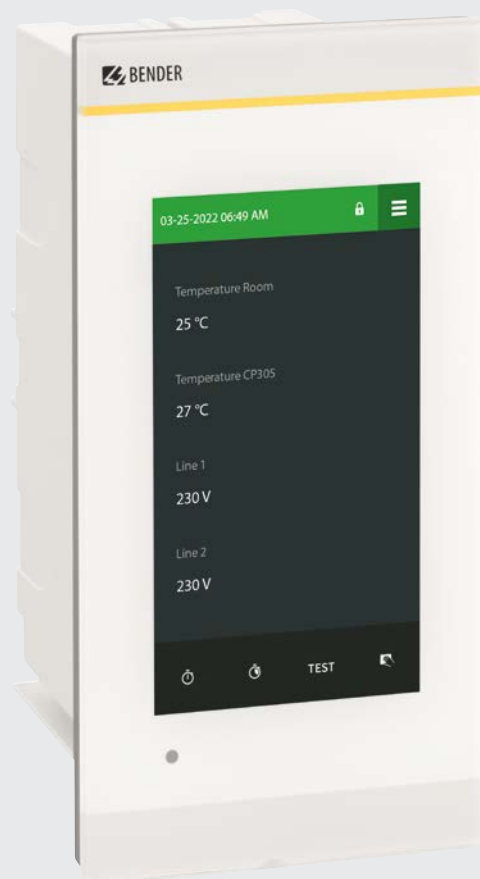 BENDER
03-25-2022 06:49 AM
Temperature Room
25 °C
Temperature CP305
27 °C
Line 1
230 V
Line 2
230 V
TEST